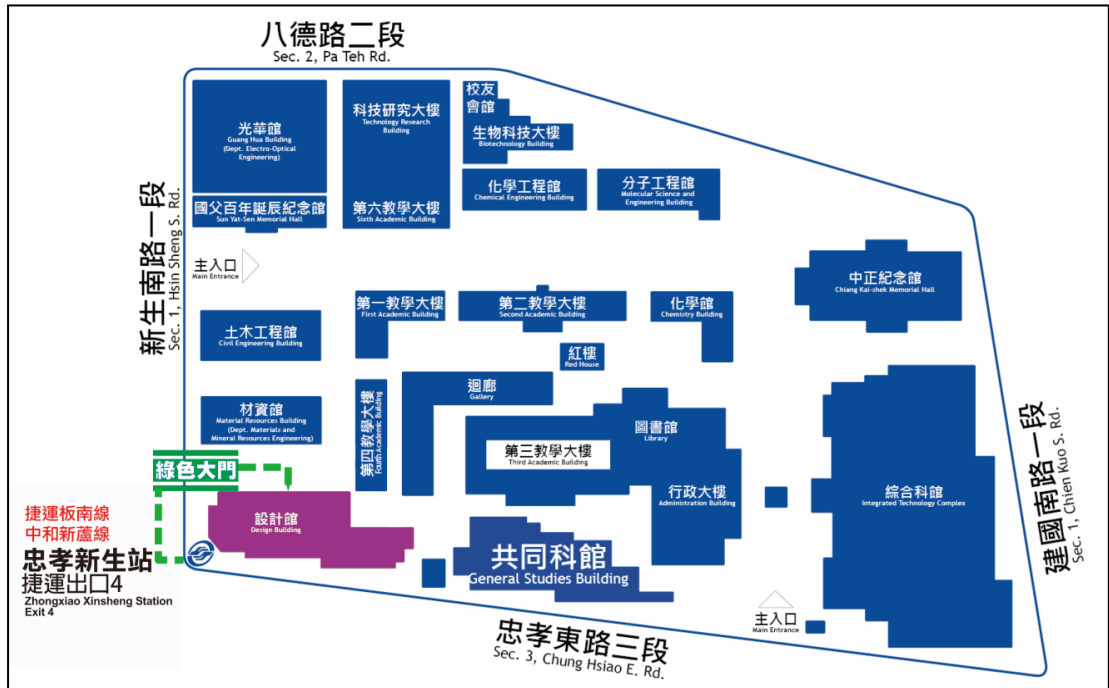 八德路二段
Sec. 2, Pa Teh Rd.
光華館
Guang Hua Building
(Dept. Electro-Optical
Engineering)
科技研究大樓
Technology Research
Building
校友
會館
生物科技大樓
Biotechnology Building
化學工程館
Chemical Engineering Building
分子工程館
Molecular Science and
Engineering Building
國父百年誕辰紀念館
Sun Yat-Sen Memorial Hall
第六教學大樓
Sixth Academic Building
新生南路一段
Sec. 1, Hsin Sheng S. Rd.
主入口
Main Entrance
中正紀念館
Chiang Kai-shek Memorial Hall
第一教學大樓
First Academic Building
第二教學大樓
Second Academic Building
化學館
Chemistry Building
土木工程館
Civil Engineering Building
紅樓
Red House
迴廊
Gallery
材資館
Material Resources Building
(Dept. Materials and
Mineral Resources Engineering)
第四教學大樓
Fourth Academic Building
圖書館
Library
第三教學大樓
Third Academic Building
建國南路一段
Sec. 1, Chien Kuo S. Rd.
綠色大門
行政大樓
Administration Building
綜合科館
Integrated Technology Complex
設計館
Design Building
捷運板南線
中和新蘆線
忠孝新生站
捷運出口4
Zhongxiao Xinsheng Station
Exit 4
共同科館
General Studies Building
主入口
Main Entrance
忠孝東路三段
Sec. 3, Chung Hsiao E. Rd.